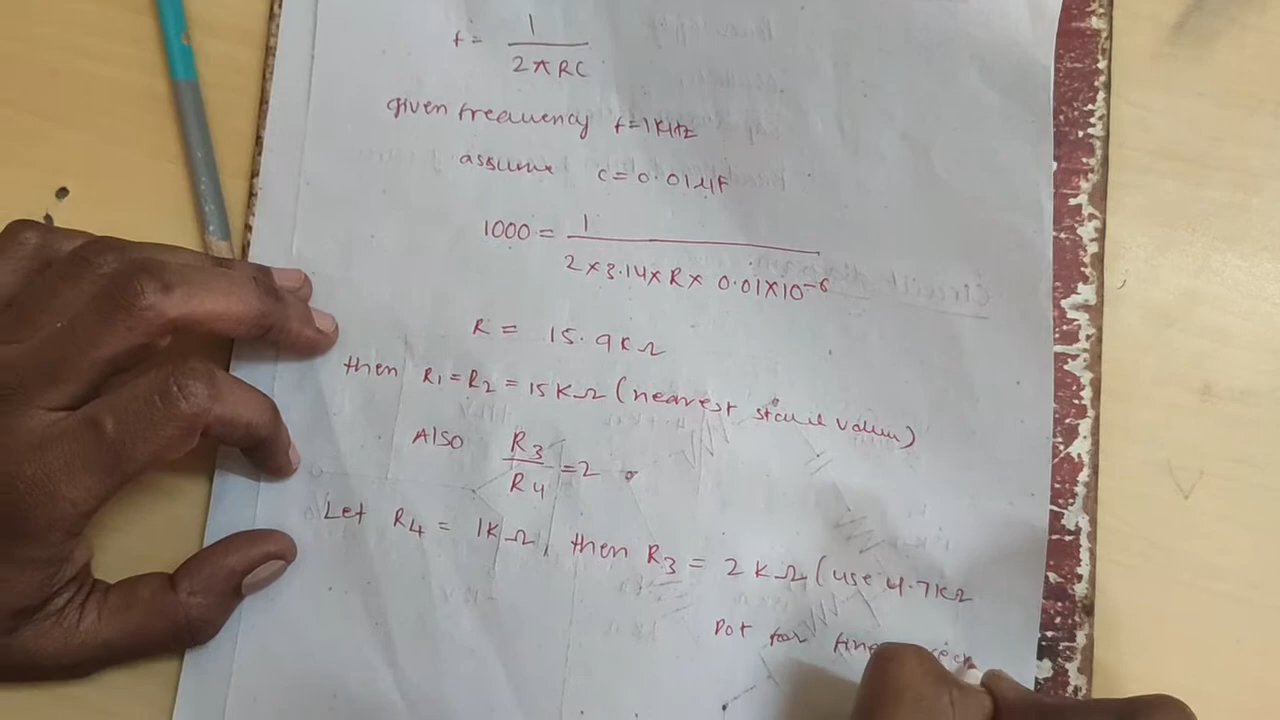 f = 1 / 2πRC
given frequency f=1KHz
assume C=0.01μF
1000 = 1 / 2×3.14×R×0.01×10⁻⁶
R = 15.9KΩ
then R₁=R₂=15KΩ (nearest
Also R₃/R₄=2
Let R₄ = 1KΩ, then R₃ = 2KΩ (use 4.7KΩ
Pot for fine